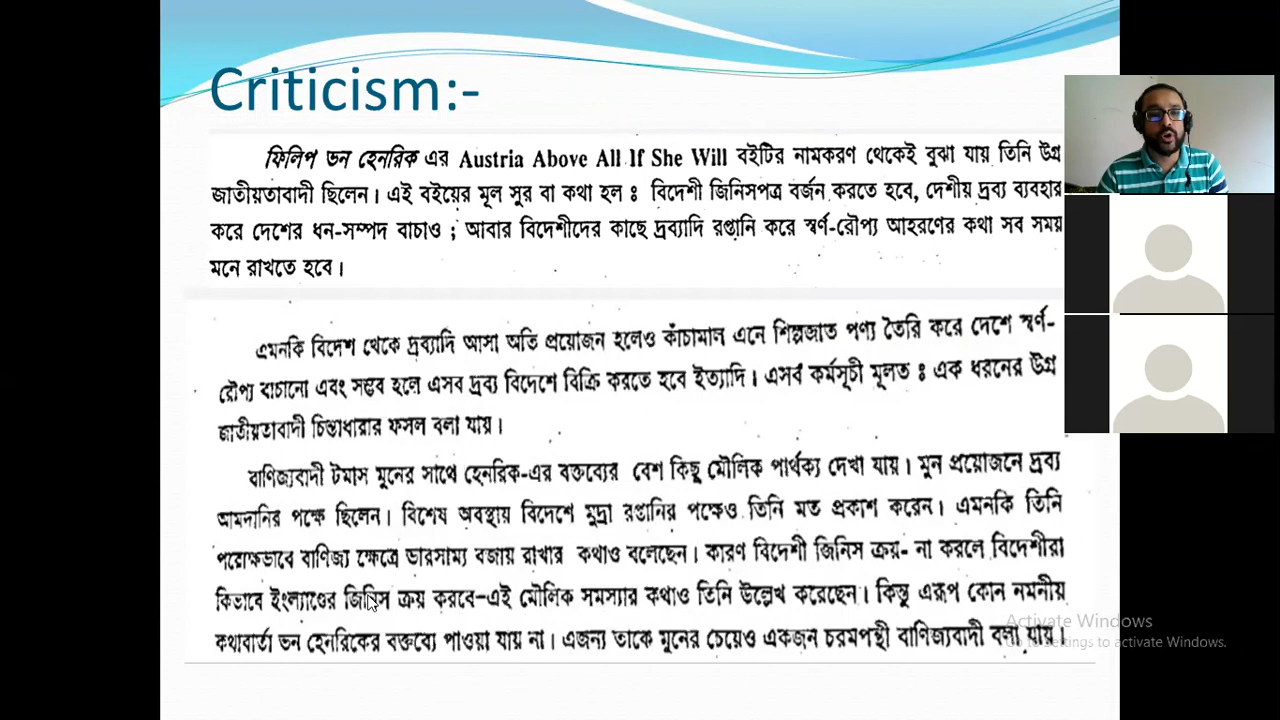 Criticism:-
ফিলিপ ভন হেনরিক এর Austria Above All If She Will বইটির নামকরণ থেকেই বুঝা যায় তিনি উগ্র
জাতীয়তাবাদী ছিলেন। এই বইয়ের মূল সুর বা কথা হল ঃ বিদেশী জিনিসপত্র বর্জন করতে হবে, দেশীয় দ্রব্য ব্যবহার
করে দেশের ধন-সম্পদ বাচাও ; আবার বিদেশীদের কাছে দ্রব্যাদি রপ্তানি করে স্বর্ণ-রৌপ্য আহরণের কথা সব সময়
মনে রাখতে হবে।
এমনকি বিদেশ থেকে দ্রব্যাদি আসা অতি প্রয়োজন হলেও কাঁচামাল এনে শিল্পজাত পণ্য তৈরি করে দেশে স্বর্ণ-
রৌপ্য বাচানো এবং সম্ভব হলে এসব দ্রব্য বিদেশে বিক্রি করতে হবে ইত্যাদি। এসব কর্মসূচী মূলত ঃ এক ধরনের উগ্র
জাতীয়তাবাদী চিন্তাধারার ফসল বলা যায়।
বাণিজ্যবাদী টমাস মুনের সাথে হেনরিক-এর বক্তব্যের বেশ কিছু মৌলিক পার্থক্য দেখা যায়। মুন প্রয়োজনে দ্রব্য
আমদানির পক্ষে ছিলেন। বিশেষ অবস্থায় বিদেশে মুদ্রা রপ্তানির পক্ষেও তিনি মত প্রকাশ করেন। এমনকি তিনি
পরোক্ষভাবে বাণিজ্য ক্ষেত্রে ভারসাম্য বজায় রাখার কথাও বলেছেন। কারণ বিদেশী জিনিস ক্রয়- না করলে বিদেশীরা
কিভাবে ইংল্যাণ্ডের জিনিস ক্রয় করবে-এই মৌলিক সমস্যার কথাও তিনি উল্লেখ করেছেন। কিন্তু এরূপ কোন নমনীয়
কথাবার্তা ভন হেনরিকের বক্তব্যে পাওয়া যায় না। এজন্য তাকে মুনের চেয়েও একজন চরমপন্থী বাণিজ্যবাদী বলা যায়।
Activate Windows
Go to Settings to activate Windows.